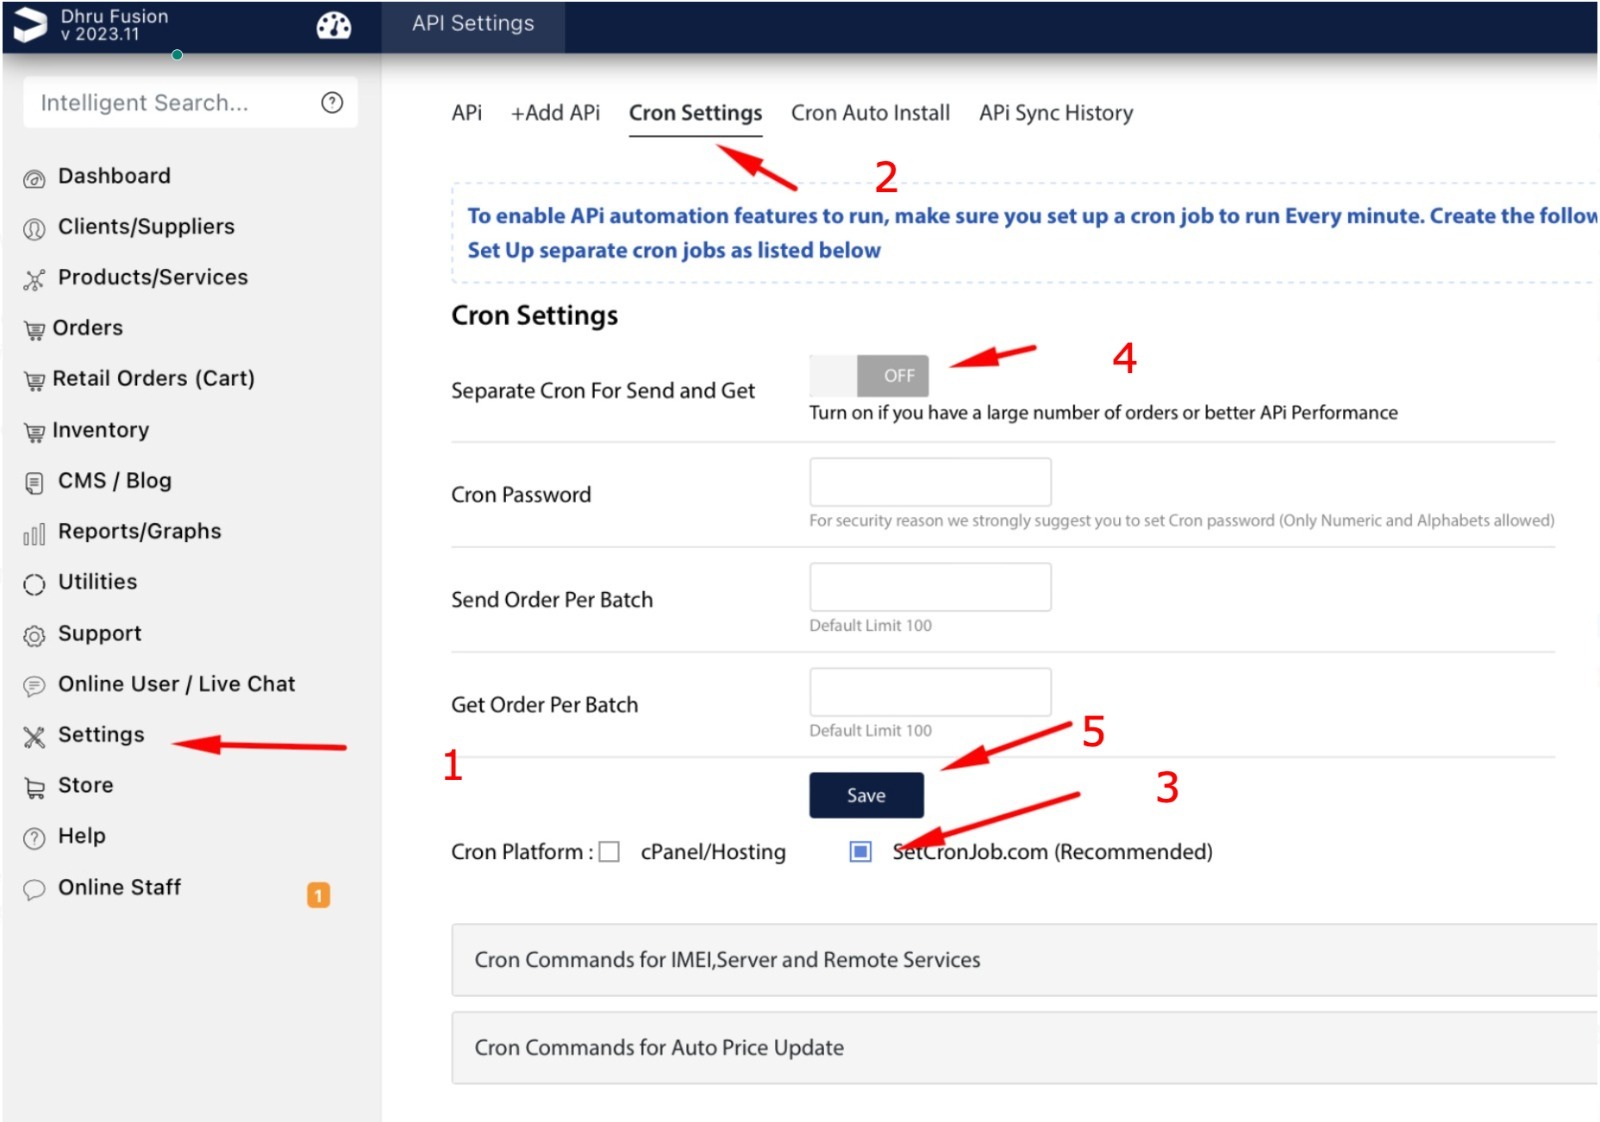 Dhru Fusion
v 2023.11
API Settings
Intelligent Search...
Dashboard
Clients/Suppliers
Products/Services
Orders
Retail Orders (Cart)
Inventory
CMS / Blog
Reports/Graphs
Utilities
Support
Online User / Live Chat
Settings
1
Store
Help
Online Staff
1
APi
+Add APi
Cron Settings
Cron Auto Install
APi Sync History
2
To enable APi automation features to run, make sure you set up a cron job to run Every minute. Create the follow
Set Up separate cron jobs as listed below
Cron Settings
Separate Cron For Send and Get
OFF
4
Turn on if you have a large number of orders or better APi Performance
Cron Password
For security reason we strongly suggest you to set Cron password (Only Numeric and Alphabets allowed)
Send Order Per Batch
Default Limit 100
Get Order Per Batch
Default Limit 100
5
Save
3
Cron Platform : cPanel/Hosting SetCronJob.com (Recommended)
Cron Commands for IMEI,Server and Remote Services
Cron Commands for Auto Price Update